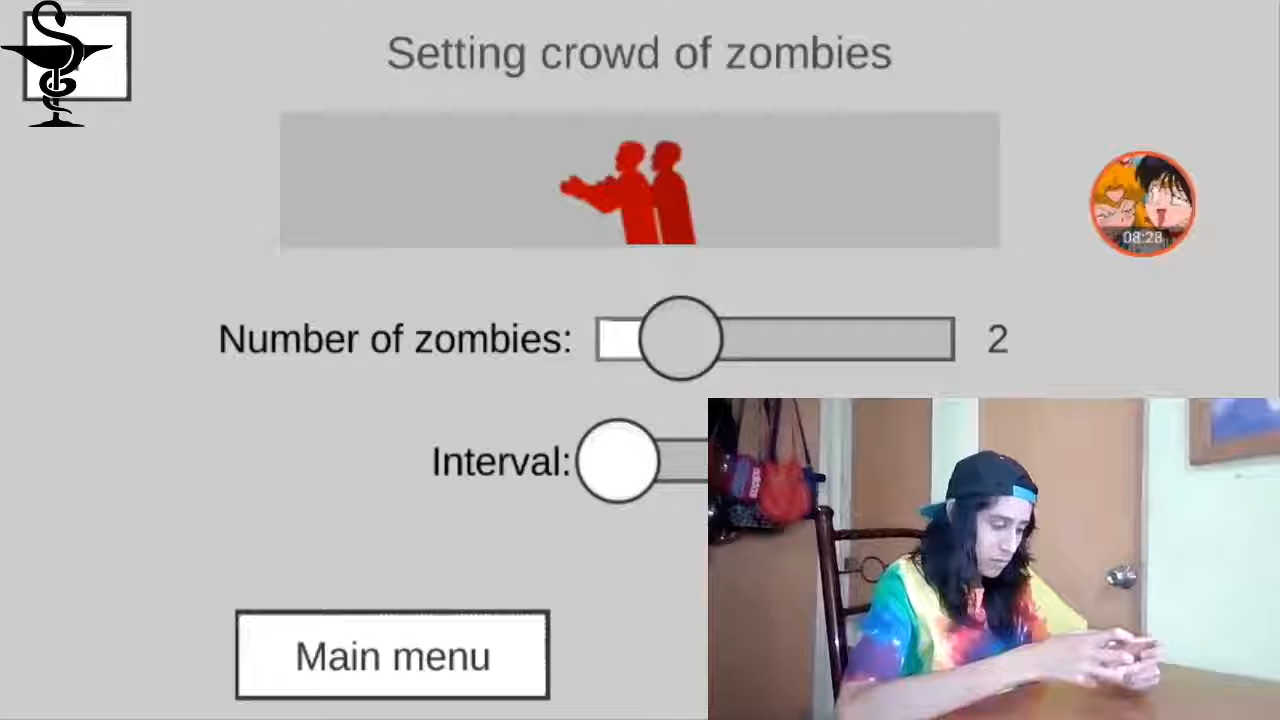 Setting crowd of zombies
08:28
Number of zombies: 2
Interval:
Main menu